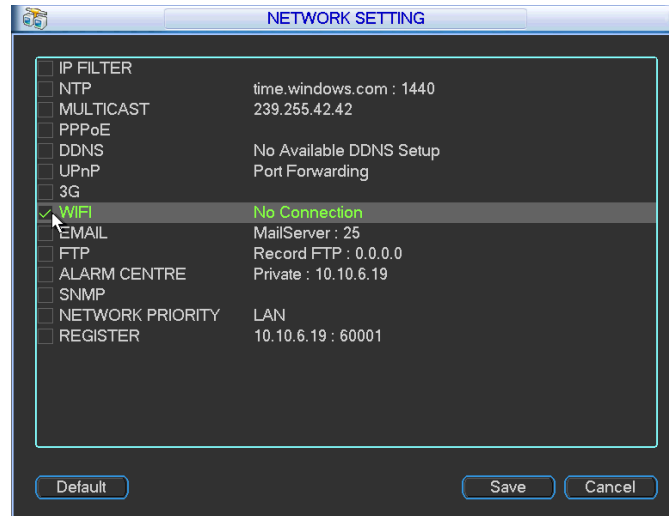 NETWORK SETTING
IP FILTER
NTP time.windows.com : 1440
MULTICAST 239.255.42.42
PPPoE
DDNS No Available DDNS Setup
UPnP Port Forwarding
3G
WIFI No Connection
EMAIL MailServer : 25
FTP Record FTP : 0.0.0.0
ALARM CENTRE Private : 10.10.6.19
SNMP
NETWORK PRIORITY LAN
REGISTER 10.10.6.19 : 60001
Default Save Cancel